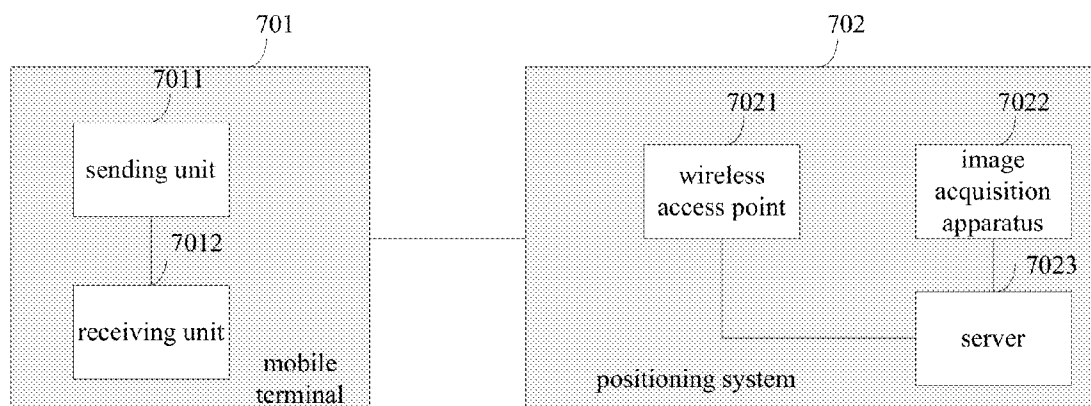 701
702
7011
sending unit
7012
receiving unit
mobile
terminal
7021
wireless
access point
7022
image
acquisition
apparatus
7023
server
positioning system